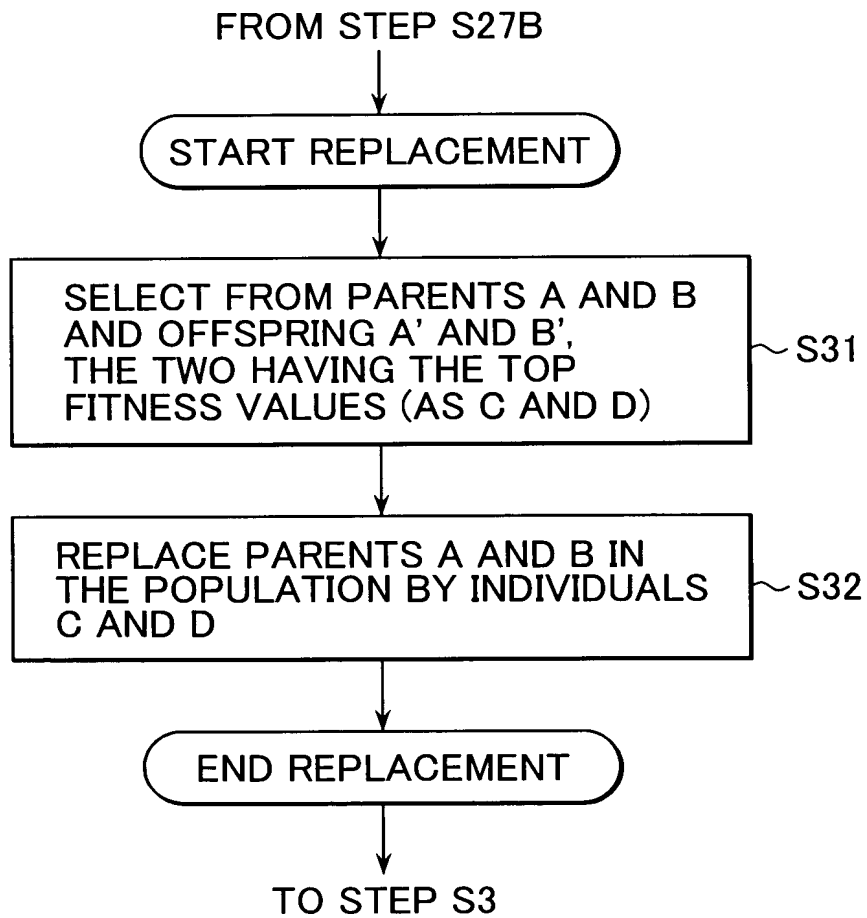 FROM STEP S27B
START REPLACEMENT
SELECT FROM PARENTS A AND B
AND OFFSPRING A' AND B',
THE TWO HAVING THE TOP
FITNESS VALUES (AS C AND D)
S31
REPLACE PARENTS A AND B IN
THE POPULATION BY INDIVIDUALS
C AND D
S32
END REPLACEMENT
TO STEP S3